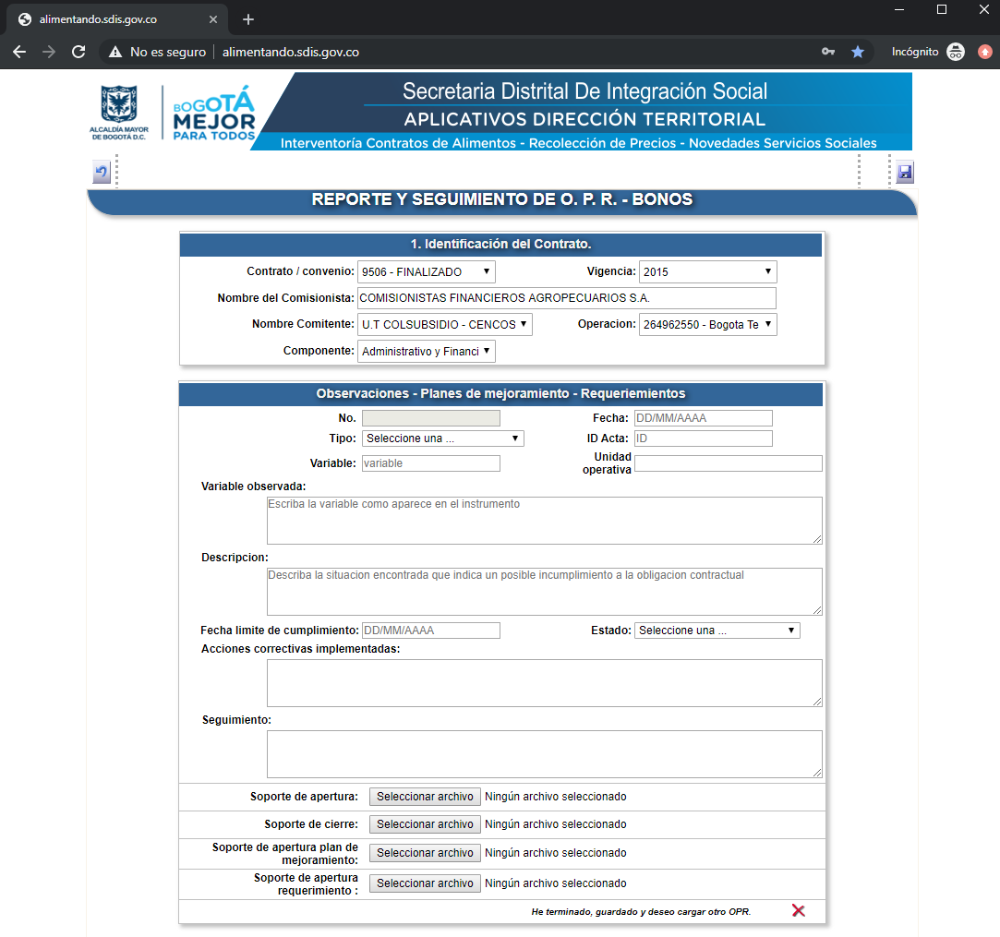 alimentando.sdis.gov.co
No es seguro
alimentando.sdis.gov.co
Incógnito
ALCALDÍA MAYOR
DE BOGOTÁ D.C.
BOGOTÁ
MEJOR
PARA TODOS
Secretaria Distrital De Integración Social
APLICATIVOS DIRECCIÓN TERRITORIAL
Interventoría Contratos de Alimentos - Recolección de Precios - Novedades Servicios Sociales
REPORTE Y SEGUIMIENTO DE O. P. R. - BONOS
1. Identificación del Contrato.
Contrato / convenio: 9506 - FINALIZADO Vigencia: 2015
Nombre del Comisionista: COMISIONISTAS FINANCIEROS AGROPECUARIOS S.A.
Nombre Comitente: U.T COLSUBSIDIO - CENCOS Operacion: 264962550 - Bogota Te
Componente: Administrativo y Financi
Observaciones - Planes de mejoramiento - Requeriemientos
No. Fecha: DD/MM/AAAA
Tipo: Seleccione una ... ID Acta: ID
Variable: variable Unidad
operativa
Variable observada:
Escriba la variable como aparece en el instrumento
Descripcion:
Describa la situacion encontrada que indica un posible incumplimiento a la obligacion contractual
Fecha limite de cumplimiento: DD/MM/AAAA Estado: Seleccione una ...
Acciones correctivas implementadas:
Seguimiento:
Soporte de apertura: Seleccionar archivo Ningún archivo seleccionado
Soporte de cierre: Seleccionar archivo Ningún archivo seleccionado
Soporte de apertura plan de
mejoramiento: Seleccionar archivo Ningún archivo seleccionado
Soporte de apertura
requerimiento : Seleccionar archivo Ningún archivo seleccionado
He terminado, guardado y deseo cargar otro OPR.